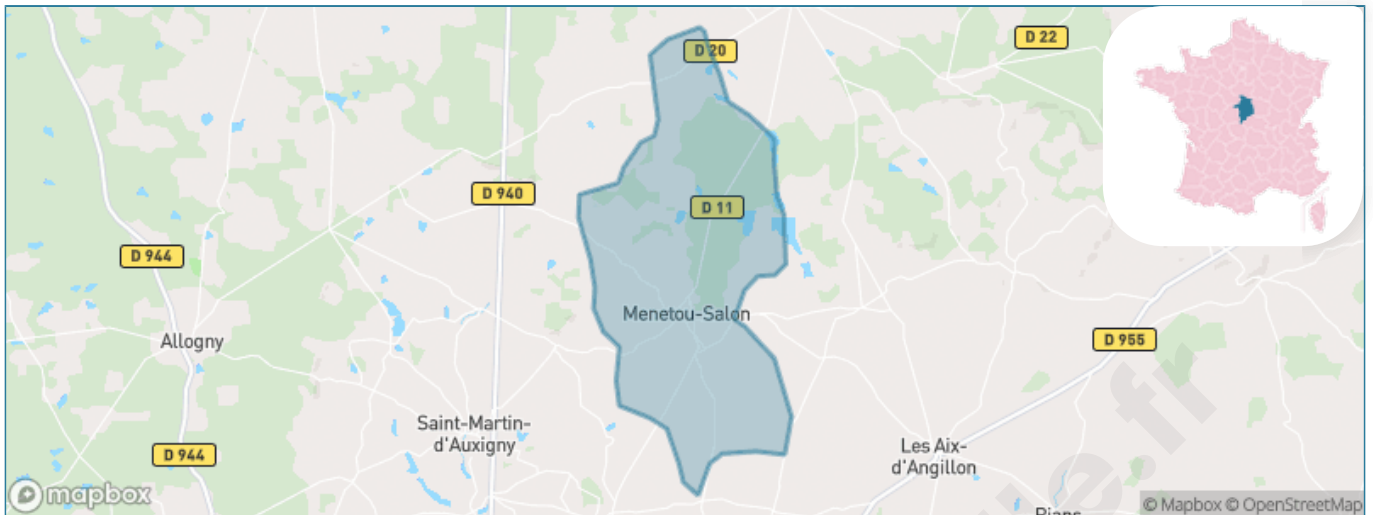 D 20
D 22
D 940
D 11
D 944
Menetou-Salon
Allogny
D 955
Saint-Martin-
d'Auxigny
Les Aix-
d'Angillon
D 944
mapbox
© Mapbox © OpenStreetMap